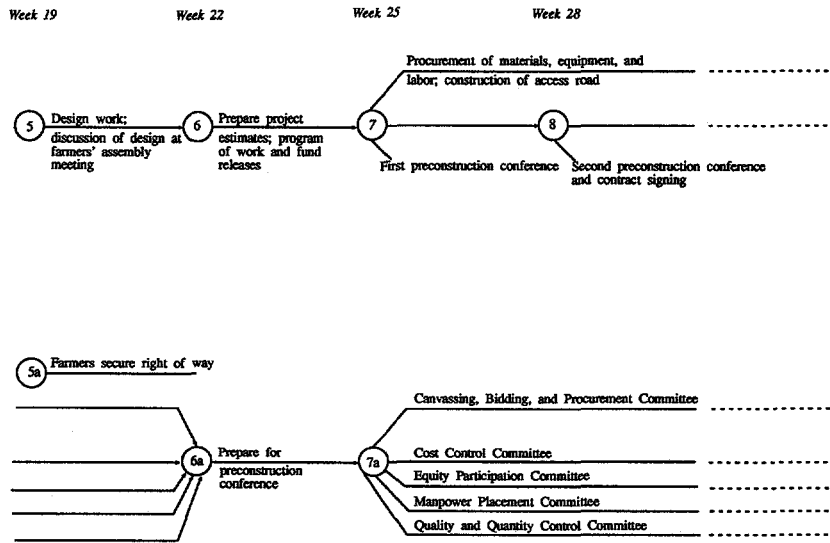 Week 19
Week 22
Week 25
Week 28
Procurement of materials, equipment, and
labor; construction of access road
5
Design work;
discussion of design at
farmers' assembly
meeting
6
Prepare project
estimates; program
of work and fund
releases
7
First preconstruction conference
8
Second preconstruction conference
and contract signing
5a
Farmers secure right of way
6a
Prepare for
preconstruction
conference
7a
Canvassing, Bidding, and Procurement Committee
Cost Control Committee
Equity Participation Committee
Manpower Placement Committee
Quality and Quantity Control Committee